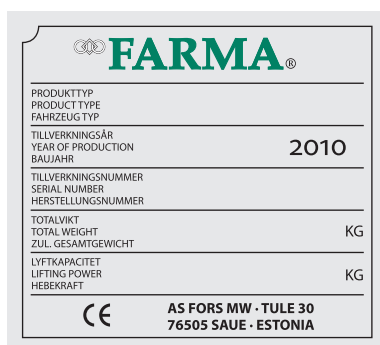 FARMA®
PRODUKTTYP
PRODUCT TYPE
FAHRZEUG TYP
TILLVERKNINGSÅR
YEAR OF PRODUCTION
BAUJAHR
2010
TILLVERKNINGSNUMMER
SERIAL NUMBER
HERSTELLUNGSNUMMER
TOTALVIKT
TOTAL WEIGHT
ZUL. GESAMTGEWICHT
KG
LYFTKAPACITET
LIFTING POWER
HEBEKRAFT
KG
CE
AS FORS MW · TULE 30
76505 SAUE · ESTONIA